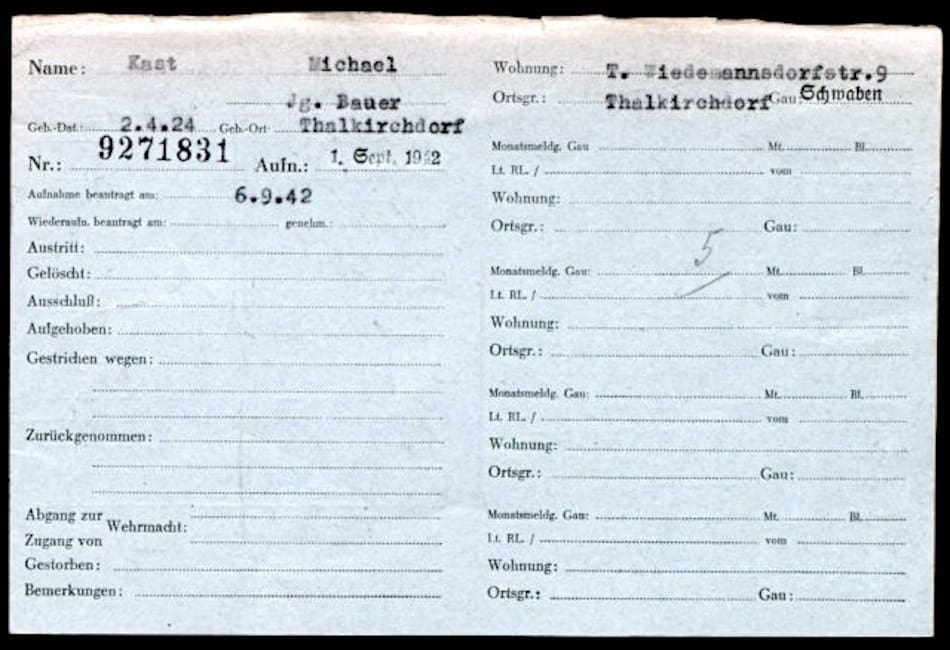 Name: Kast Michael
Jg. Bauer
Geb.-Dat.: 2.4.24 Geb.-Ort Thalkirchdorf
Nr.: 9271831 Aufn.: 1. Sept. 1942
Aufnahme beantragt am: 6.9.42
Wiederaufn. beantragt am: genehm.:
Austritt:
Gelöscht:
Ausschluß:
Aufgehoben:
Gestrichen wegen:
Zurückgenommen:
Abgang zur
Wehrmacht:
Zugang von
Gestorben:
Bemerkungen:
Wohnung: T. Wiedemannsdorfstr.9
Ortsgr.: Thalkirchdorf Gau: Schwaben
Monatsmeldg. Gau Mt. Bl.
Lt. RL. / vom
Wohnung:
Ortsgr.: Gau:
5
Monatsmeldg. Gau: Mt. Bl.
Lt. RL. / vom
Wohnung:
Ortsgr.: Gau:
Monatsmeldg. Gau: Mt. Bl.
Lt. RL. / vom
Wohnung:
Ortsgr.: Gau:
Monatsmeldg. Gau: Mt. Bl.
Lt. RL. / vom
Wohnung:
Ortsgr.: Gau: